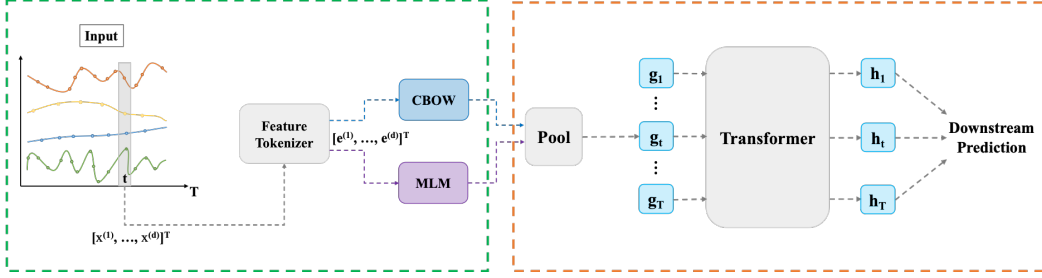 Input
t
T
[x(1), …, x(d)]T
Feature
Tokenizer
[e(1), …, e(d)]T
CBOW
MLM
Pool
g1
⋮
gt
⋮
gT
Transformer
h1
ht
hT
Downstream
Prediction